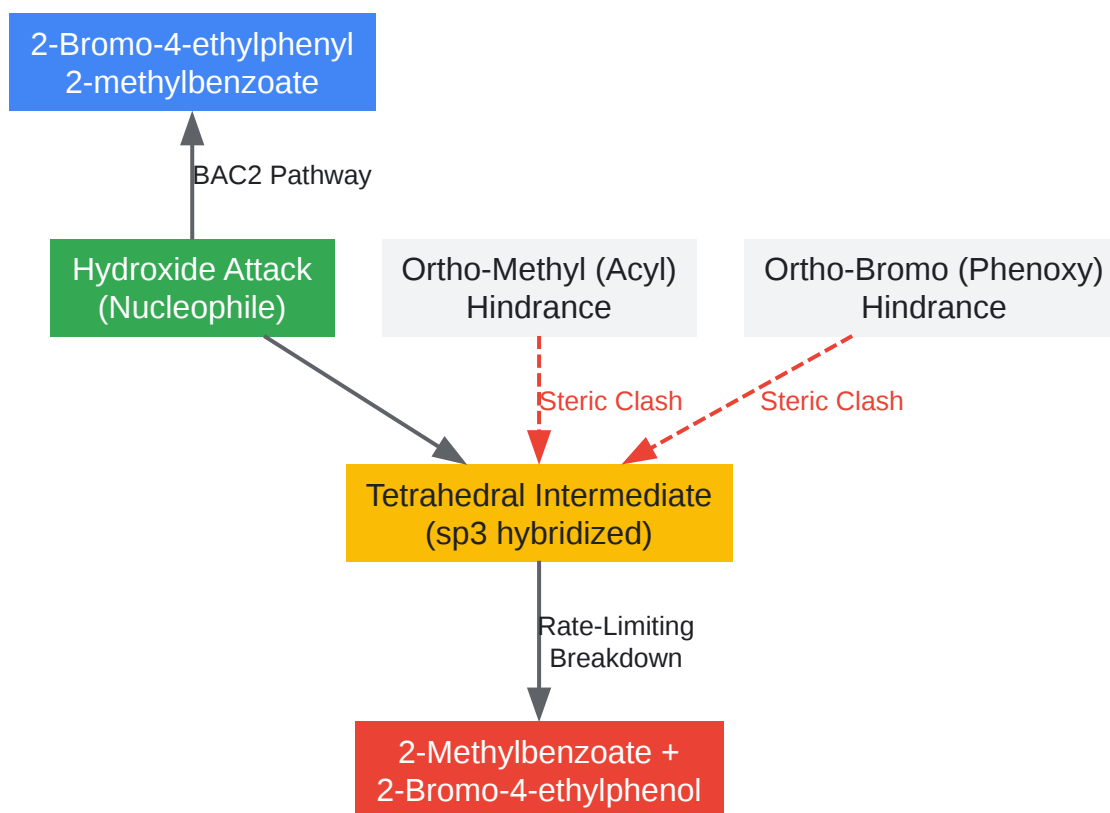 2-Bromo-4-ethylphenyl
2-methylbenzoate
BAC2 Pathway
Hydroxide Attack
(Nucleophile)
Ortho-Methyl (Acyl)
Hindrance
Ortho-Bromo (Phenoxy)
Hindrance
Steric Clash
Steric Clash
Tetrahedral Intermediate
(sp3 hybridized)
Rate-Limiting
Breakdown
2-Methylbenzoate +
2-Bromo-4-ethylphenol